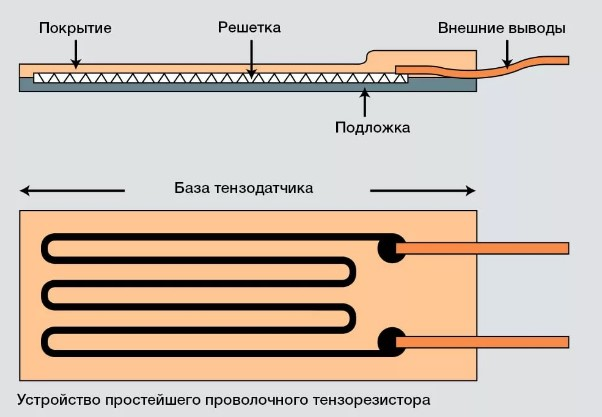 Покрытие
Решетка
Внешние выводы
Подложка
База тензодатчика
Устройство простейшего проволочного тензорезистора